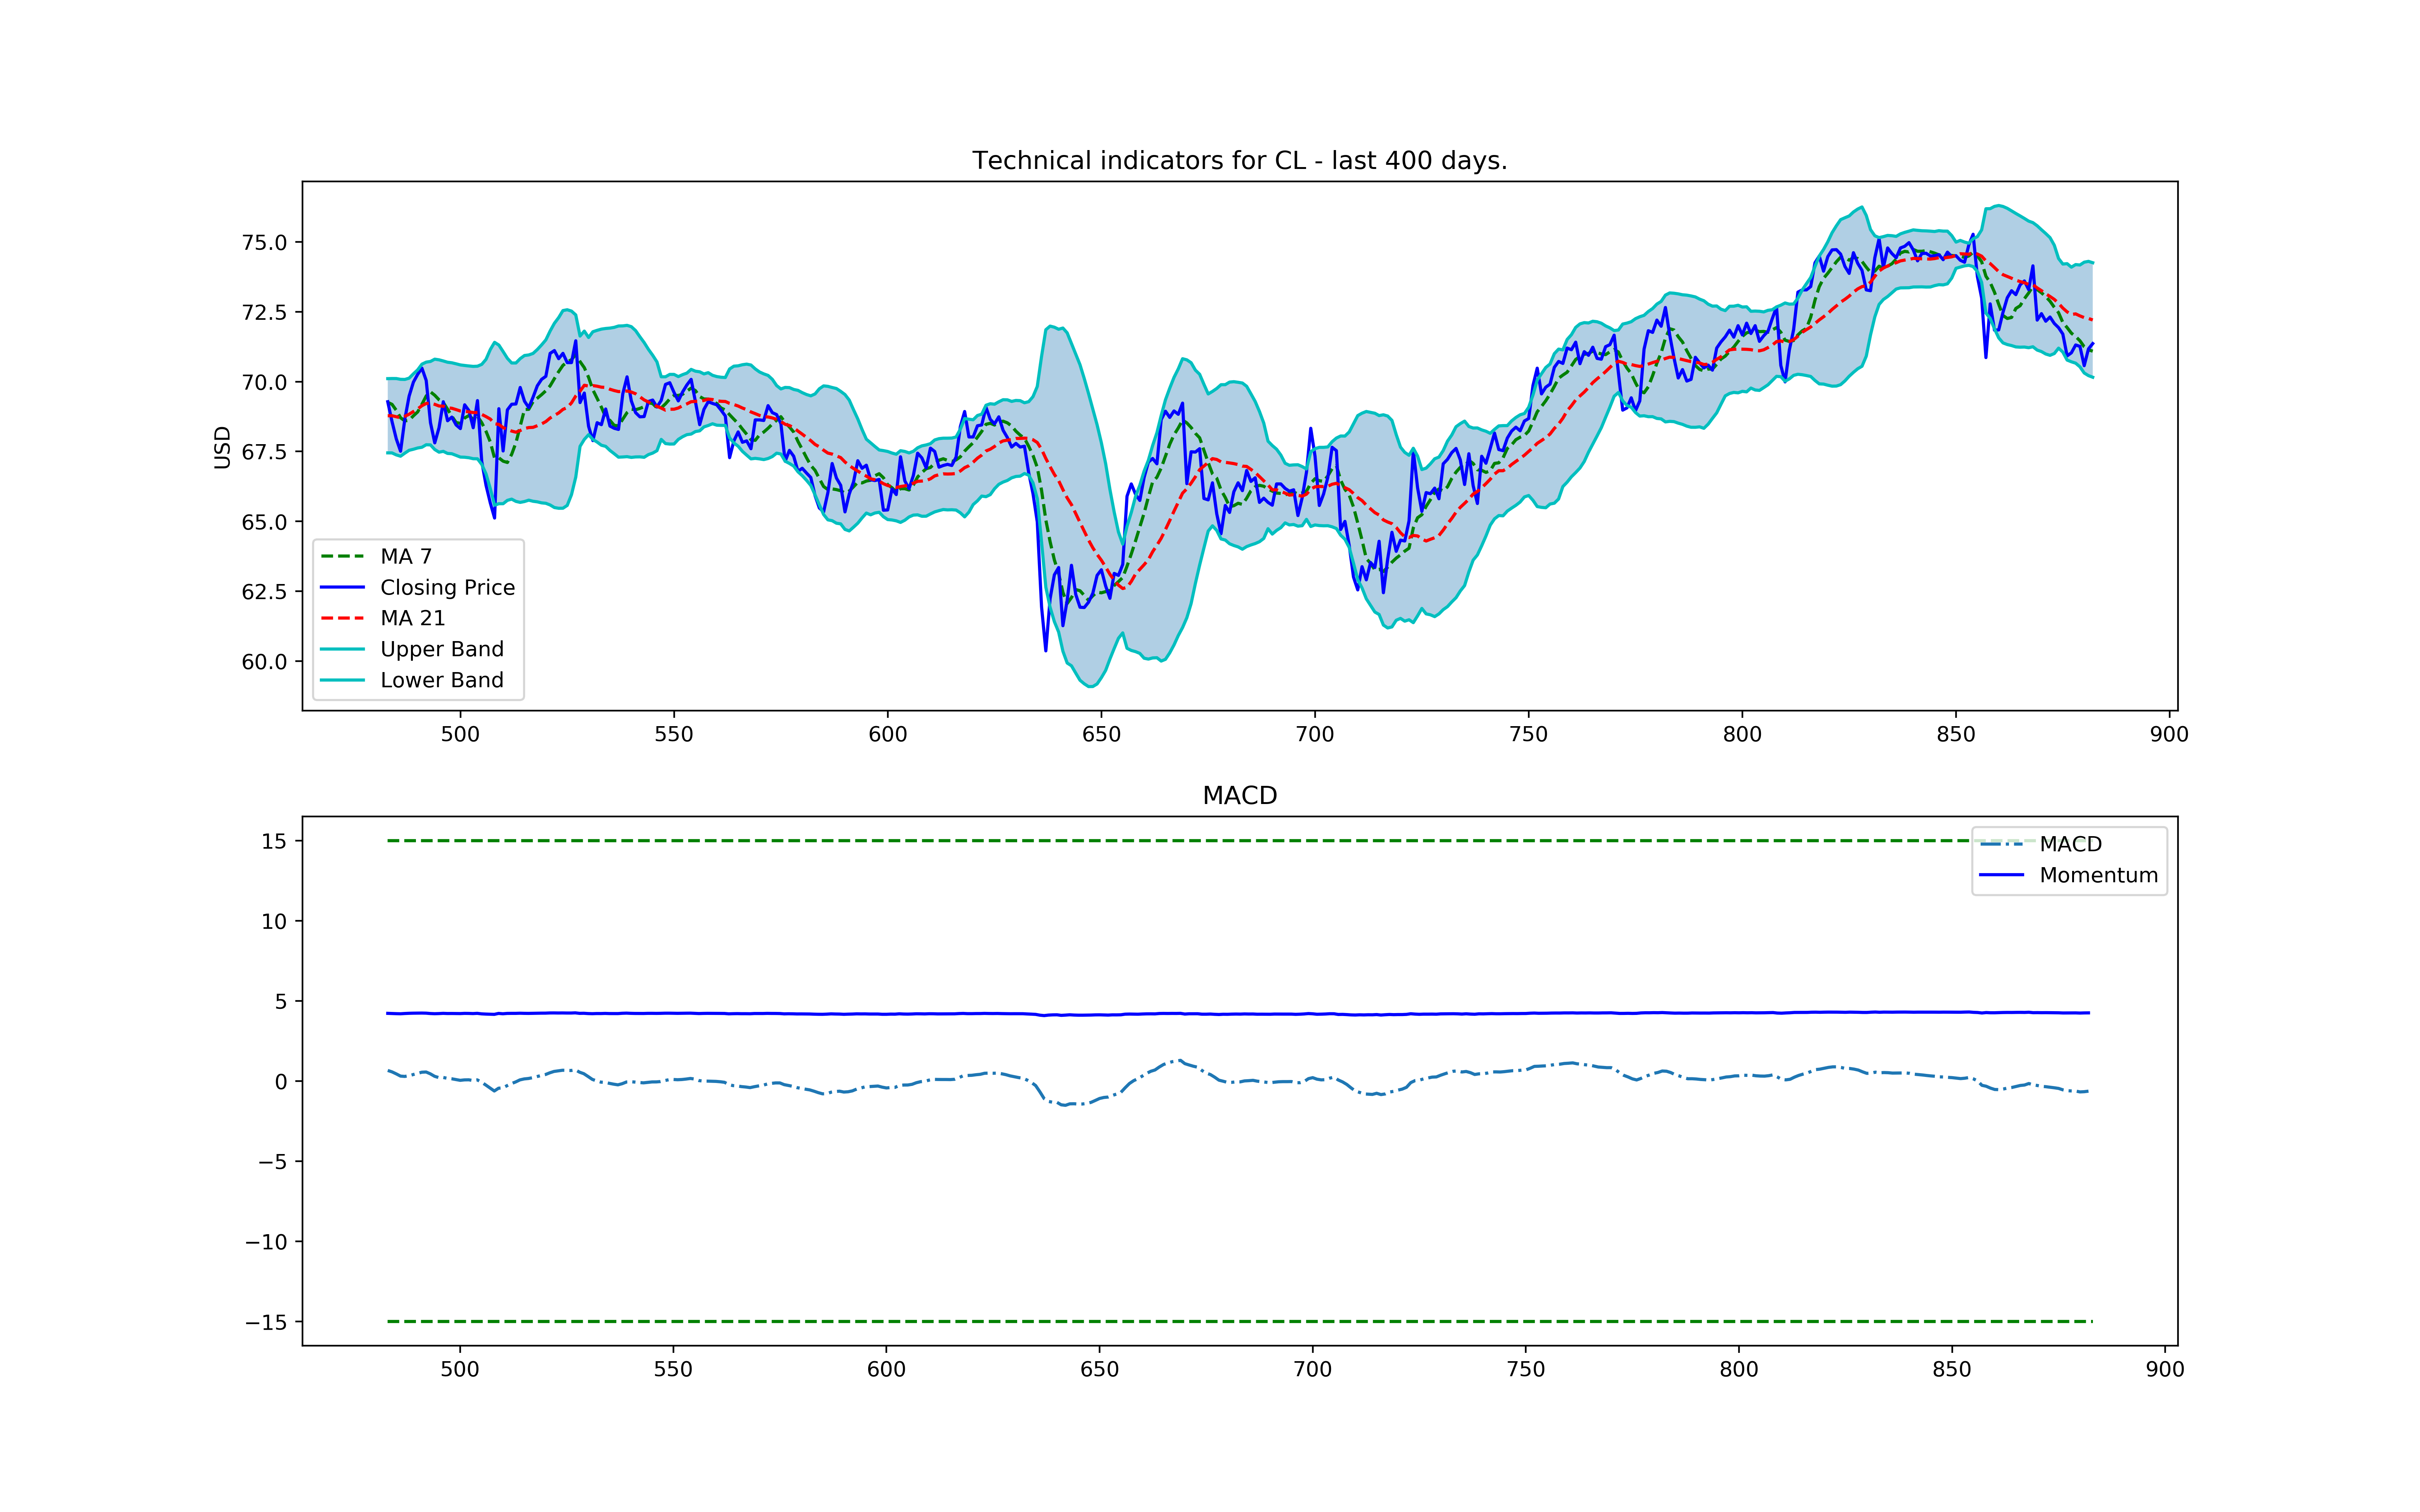 Technical indicators for CL - last 400 days.
USD
75.0
72.5
70.0
67.5
65.0
62.5
60.0
MA 7
Closing Price
MA 21
Upper Band
Lower Band
500 550 600 650 700 750 800 850 900
MACD
15
10
5
0
−5
−10
−15
MACD
Momentum
500 550 600 650 700 750 800 850 900